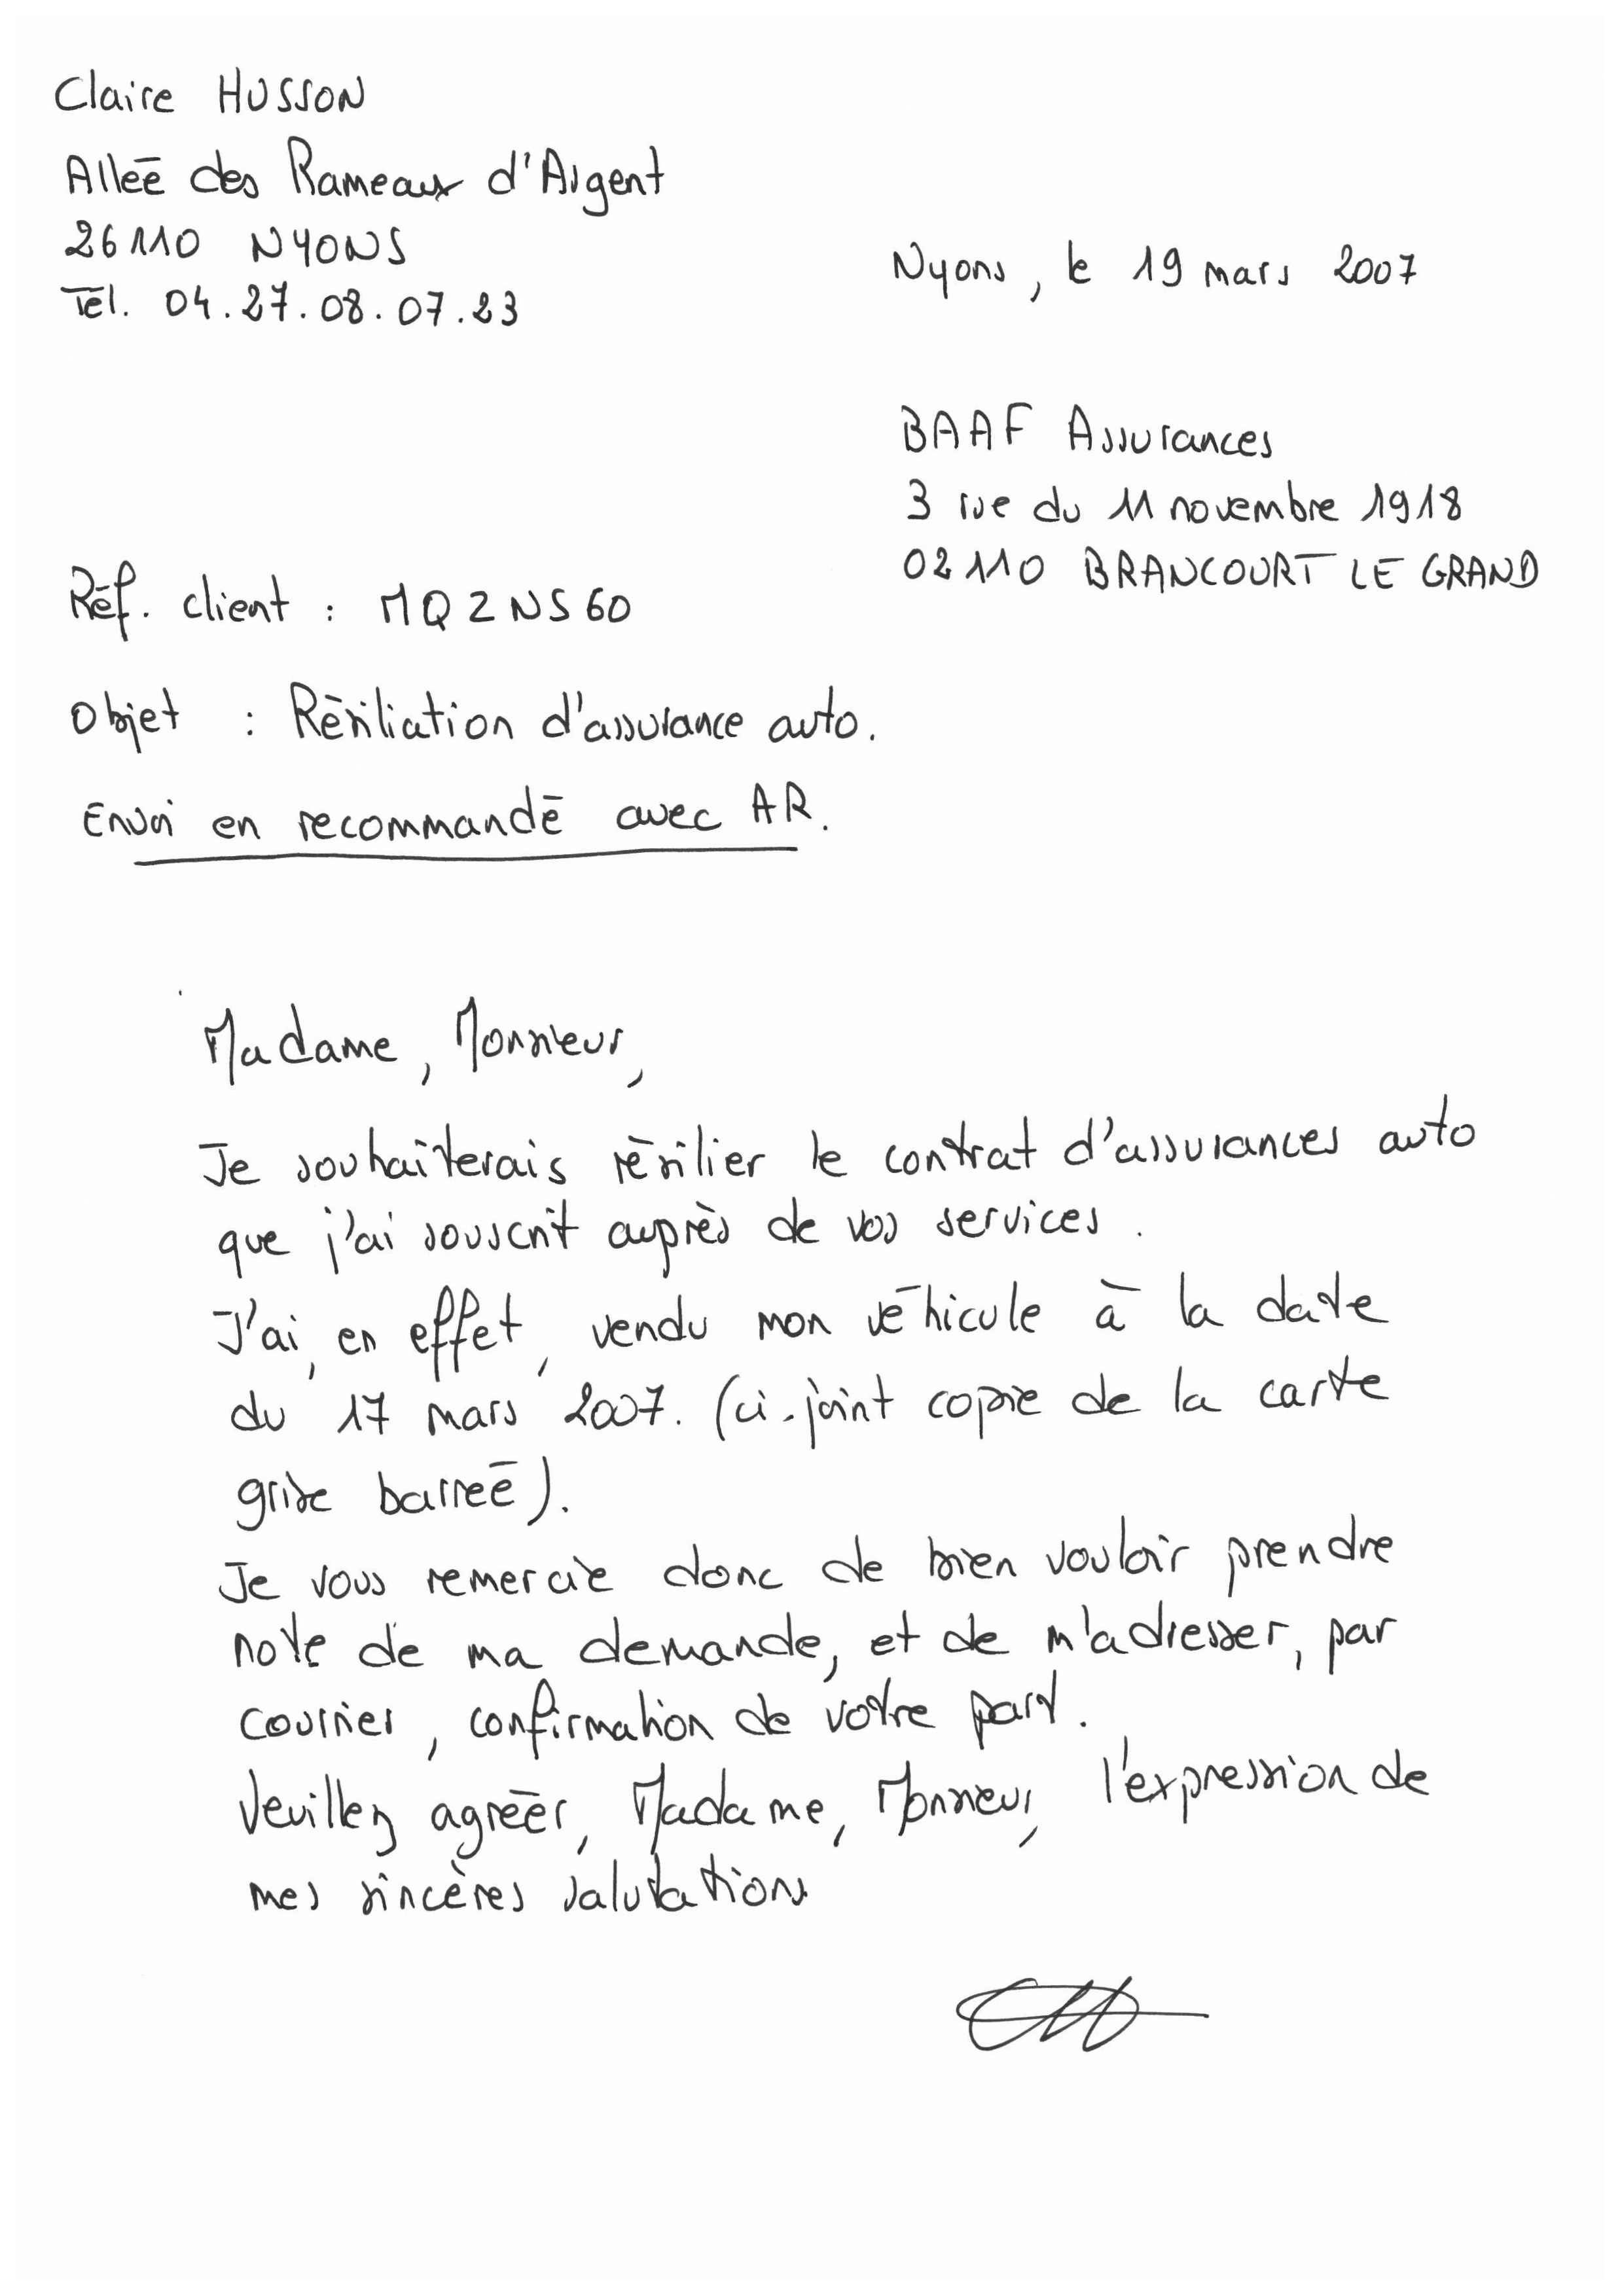 Claire HUSSON
Allée des Rameaux d'Argent
26110 NYONS
Tél. 04.27.08.07.23
Nyons, le 19 mars 2007
BAAF Assurances
3 rue du 11 novembre 1918
02110 BRANCOURT LE GRAND
Réf. client : MQZNS60
Objet : Résiliation d'assurance auto.
Envoi en recommandé avec AR.
Madame, Monsieur,
Je souhaiterais résilier le contrat d'assurances auto
que j'ai souscrit auprès de vos services.
J'ai, en effet, vendu mon véhicule à la date
du 17 mars 2007. (ci-joint copie de la carte
grise barrée).
Je vous remercie donc de bien vouloir prendre
note de ma demande, et de m'adresser, par
courrier, confirmation de votre part.
Veuillez agréer, Madame, Monsieur, l'expression de
mes sincères salutations